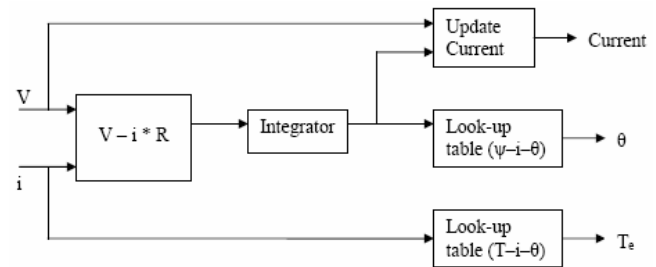 Update
Current
Current
V
V – i * R
Integrator
Look-up
table (ψ–i–θ)
θ
i
Look-up
table (T–i–θ)
Te